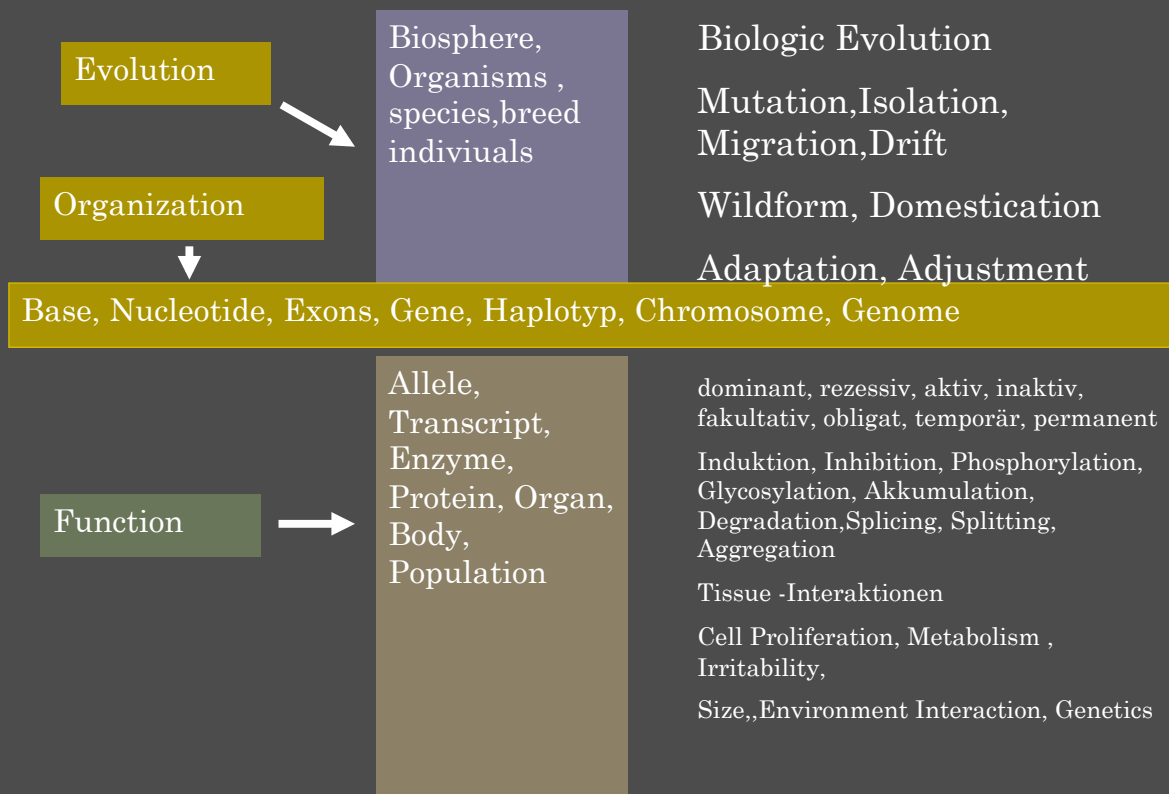 Evolution
Biosphere,
Organisms ,
species,breed
indiviuals
Biologic Evolution
Mutation,Isolation,
Migration,Drift
Wildform, Domestication
Adaptation, Adjustment
Organization
Base, Nucleotide, Exons, Gene, Haplotyp, Chromosome, Genome
Function
Allele,
Transcript,
Enzyme,
Protein, Organ,
Body,
Population
dominant, rezessiv, aktiv, inaktiv,
fakultativ, obligat, temporär, permanent
Induktion, Inhibition, Phosphorylation,
Glycosylation, Akkumulation,
Degradation,Splicing, Splitting,
Aggregation
Tissue -Interaktionen
Cell Proliferation, Metabolism ,
Irritability,
Size,,Environment Interaction, Genetics